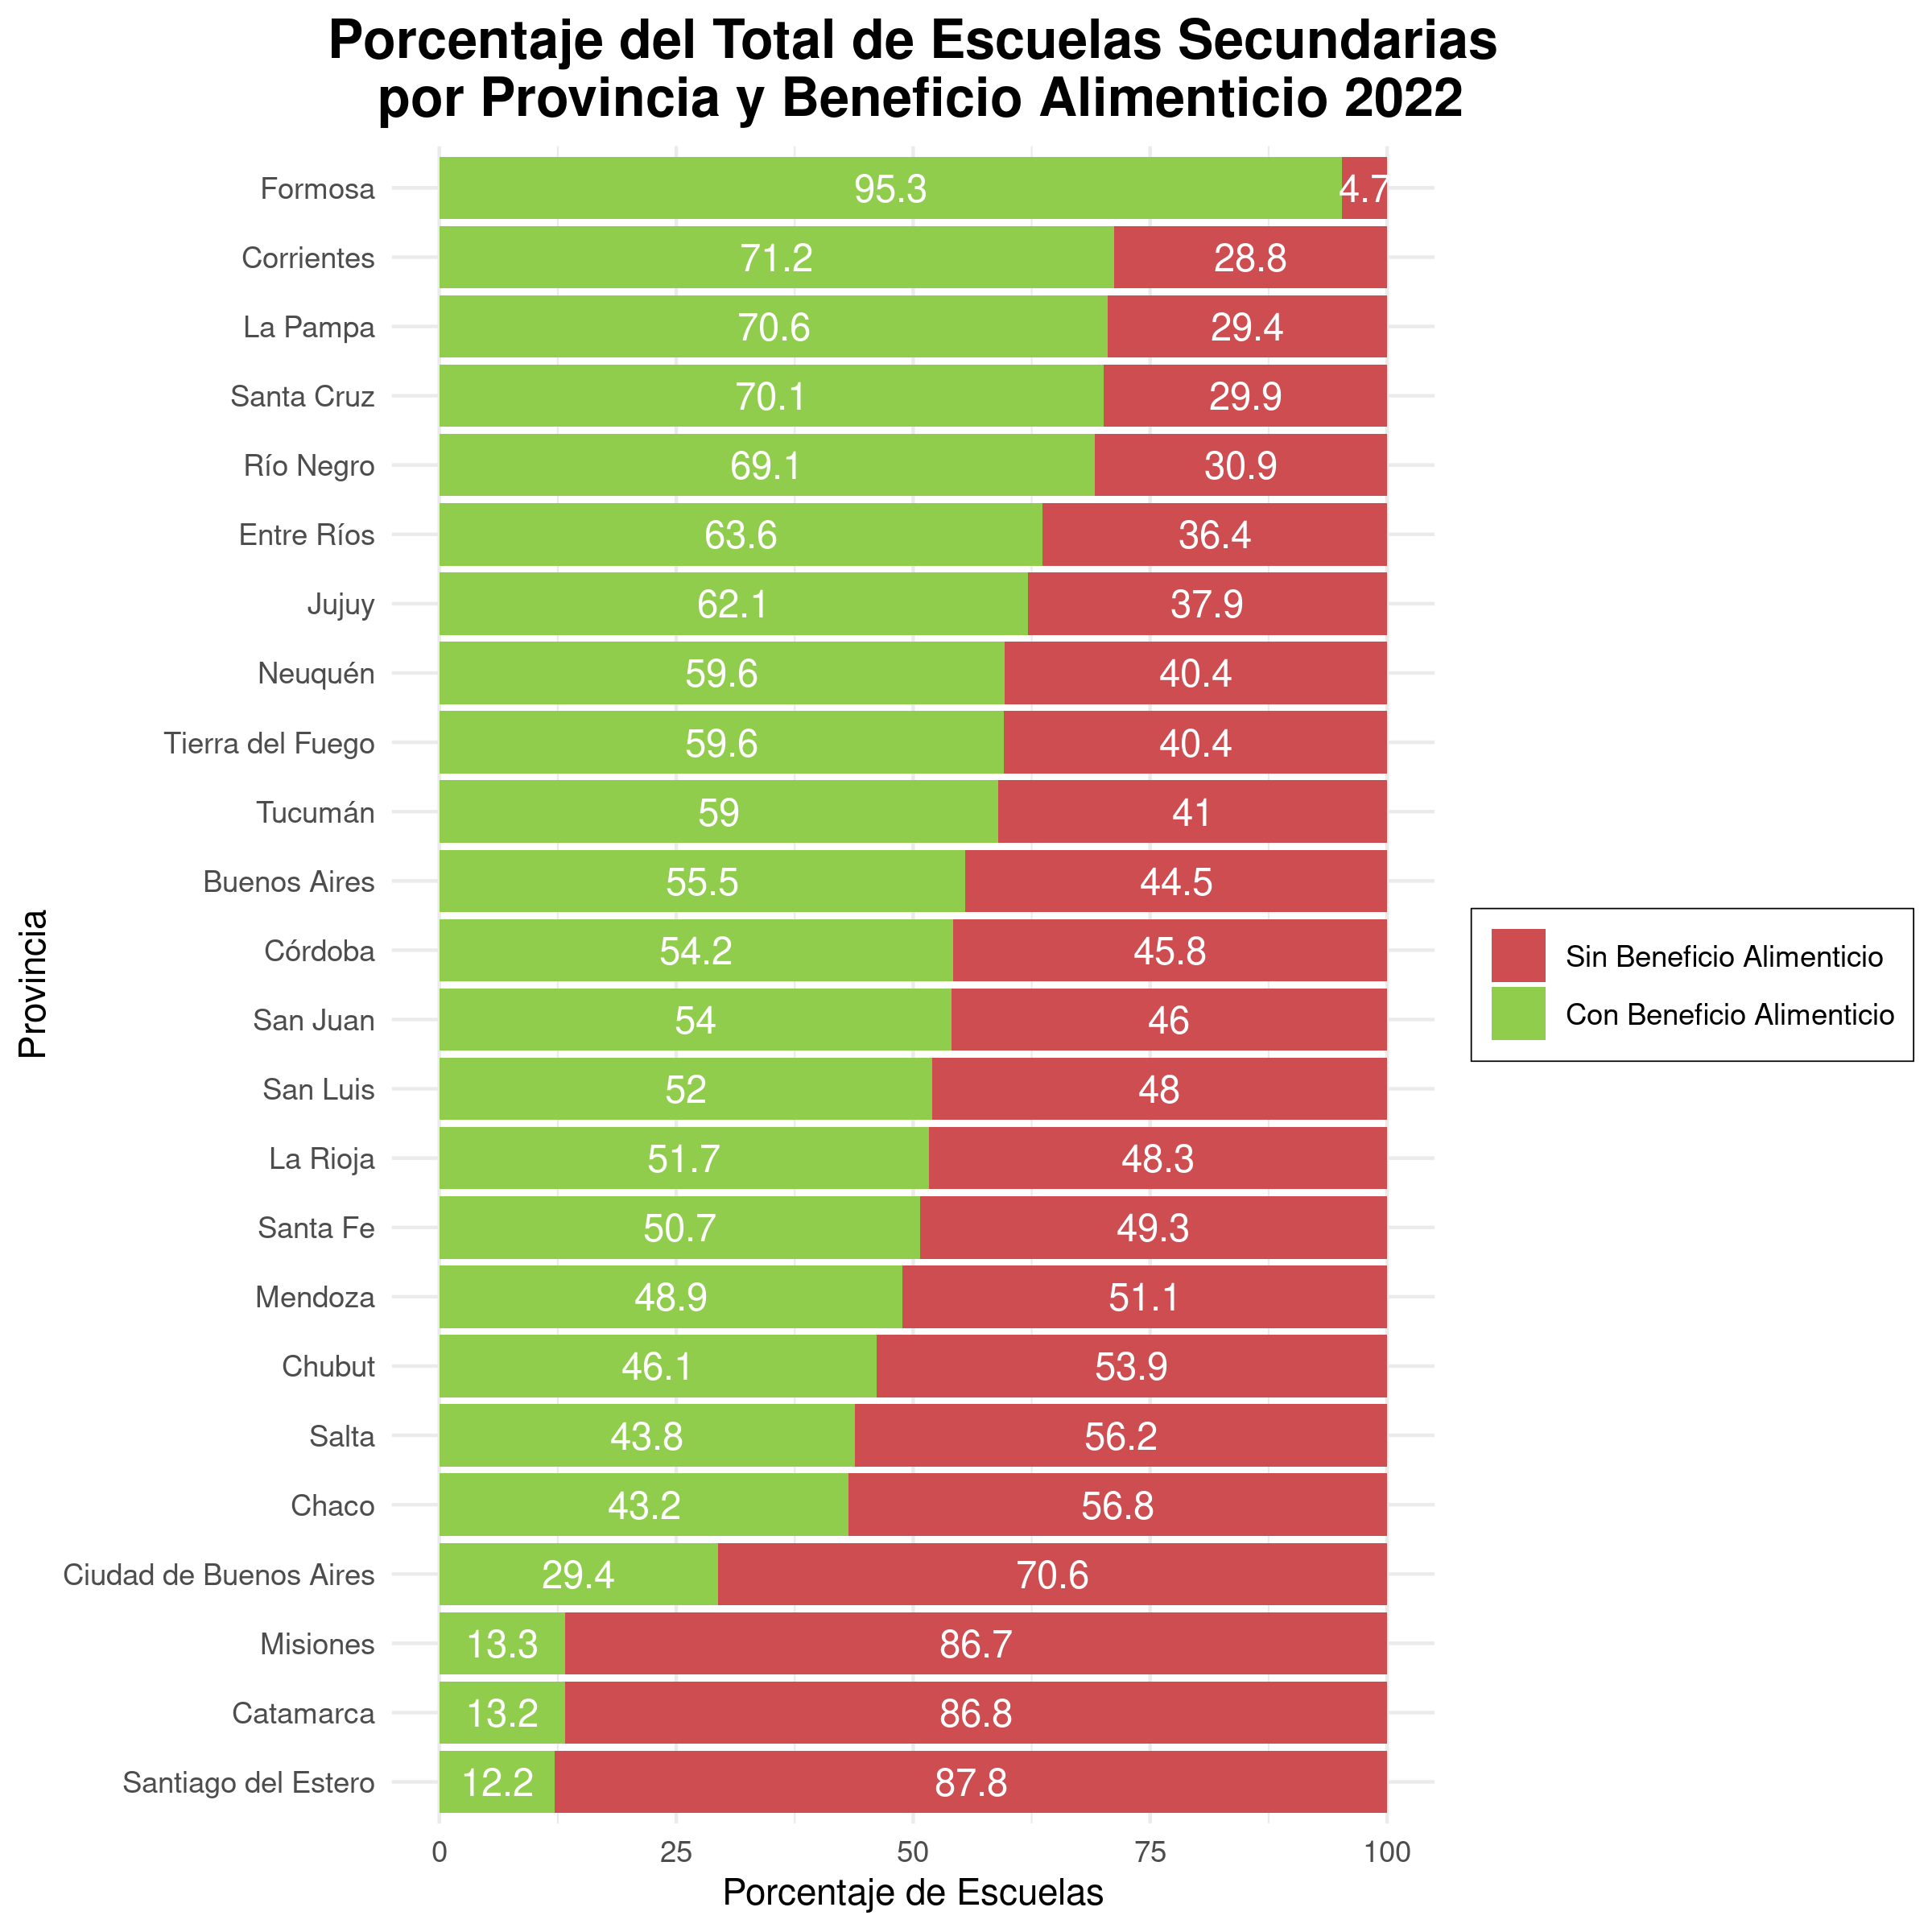 Porcentaje del Total de Escuelas Secundarias
por Provincia y Beneficio Alimenticio 2022
Formosa 95.3 4.7
Corrientes 71.2 28.8
La Pampa 70.6 29.4
Santa Cruz 70.1 29.9
Río Negro 69.1 30.9
Entre Ríos 63.6 36.4
Jujuy 62.1 37.9
Neuquén 59.6 40.4
Tierra del Fuego 59.6 40.4
Tucumán 59 41
Buenos Aires 55.5 44.5
Córdoba 54.2 45.8
San Juan 54 46
San Luis 52 48
La Rioja 51.7 48.3
Santa Fe 50.7 49.3
Mendoza 48.9 51.1
Chubut 46.1 53.9
Salta 43.8 56.2
Chaco 43.2 56.8
Ciudad de Buenos Aires 29.4 70.6
Misiones 13.3 86.7
Catamarca 13.2 86.8
Santiago del Estero 12.2 87.8
0 25 50 75 100
Porcentaje de Escuelas
Provincia
Sin Beneficio Alimenticio
Con Beneficio Alimenticio